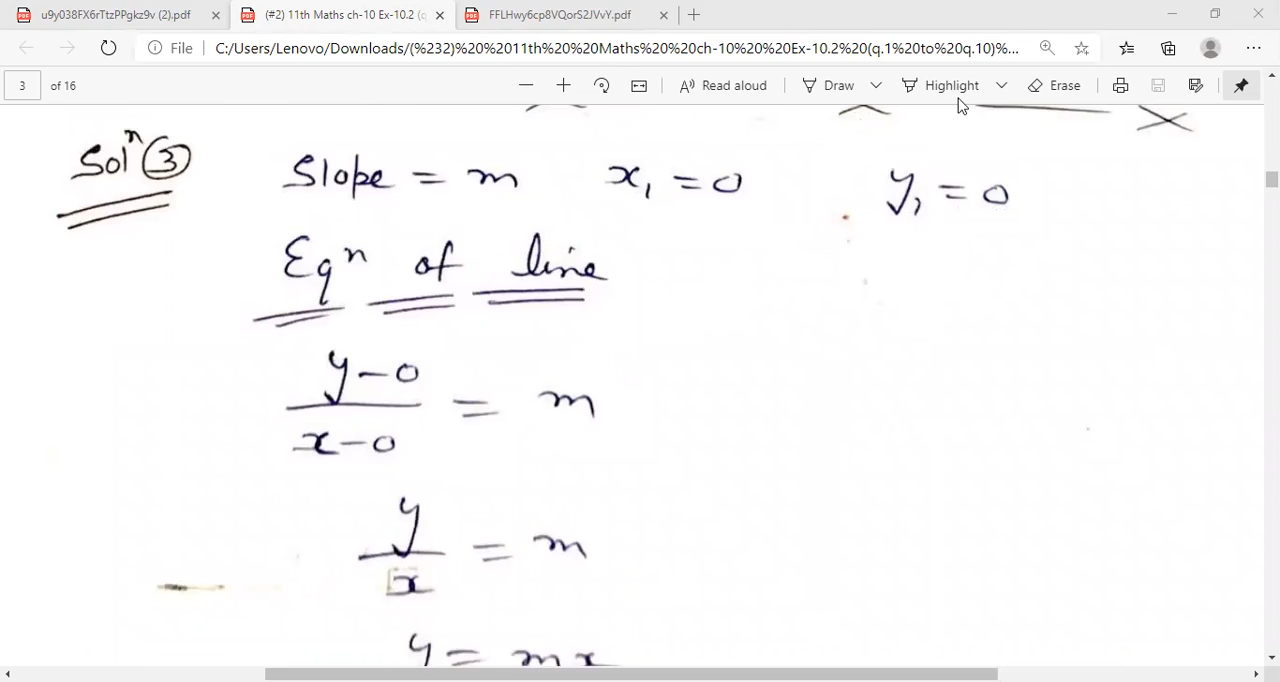 u9y038FX6rTtzPPgkz9v (2).pdf
(#2) 11th Maths ch-10 Ex-10.2 (
FFLHwy6cp8VQorS2JVvY.pdf
File
C:/Users/Lenovo/Downloads/(%232)%20%2011th%20%20Maths%20%20ch-10%20%20Ex-10.2%20(q.1%20to%20q.10)%...
3 of 16
Read aloud
Draw
Highlight
Erase
Solⁿ ③
Slope = m x₁ = 0 y₁ = 0
Eqⁿ of line
y-0
x-0 = m
y
x = m
y = mx